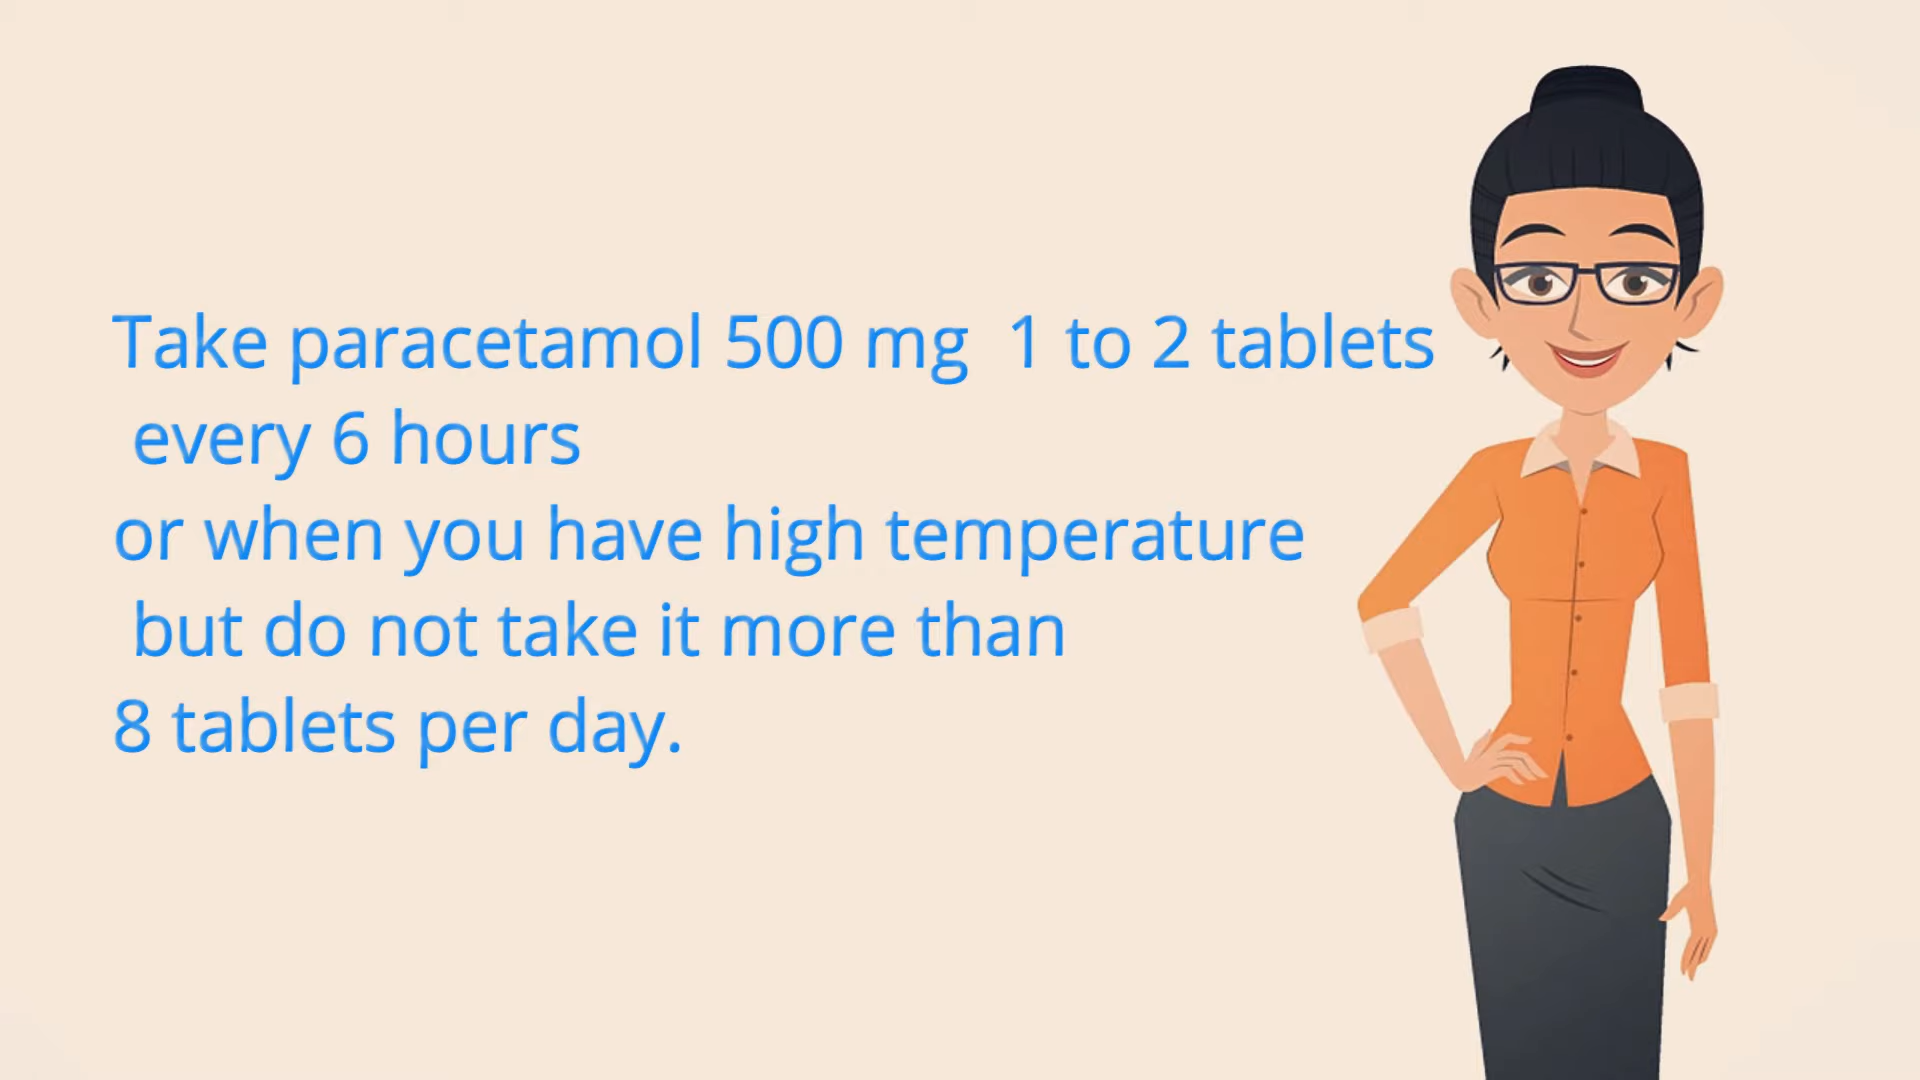 Take paracetamol 500 mg  1 to 2 tablets
every 6 hours
or when you have high temperature
but do not take it more than
8 tablets per day.